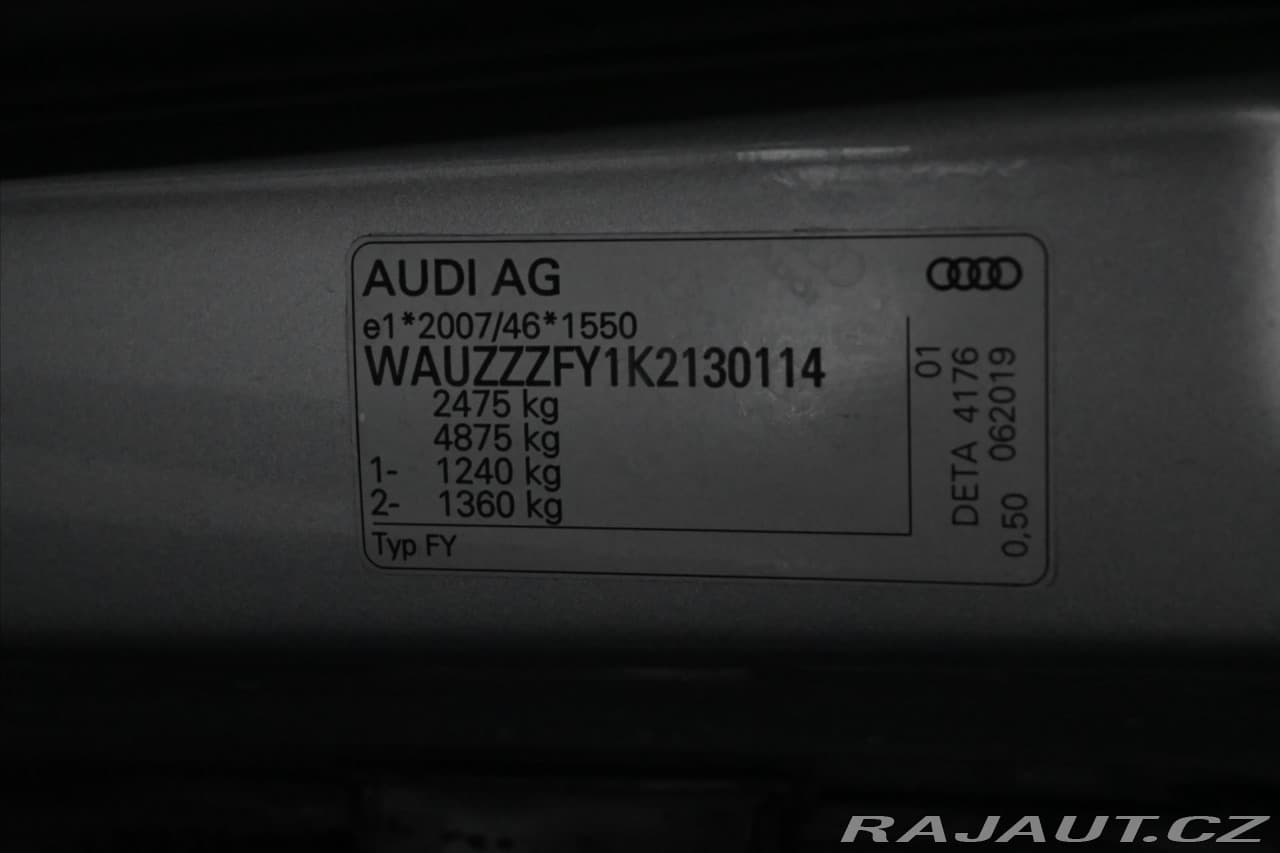 AUDI AG
e1*2007/46*1550
WAUZZZFY1K2130114
2475 kg
4875 kg
1- 1240 kg
2- 1360 kg
Typ FY
01
DETA 4176
0,50 062019
RAJAUT.CZ